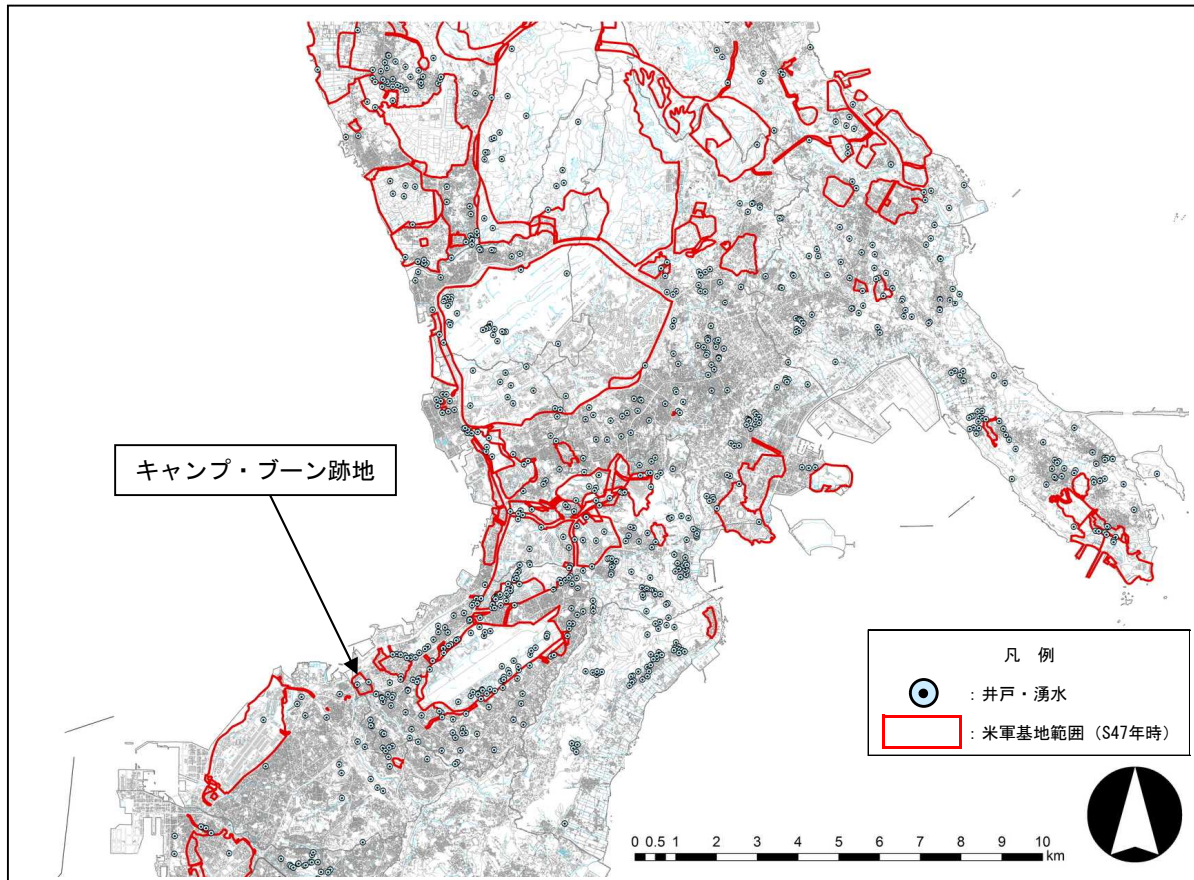 キャンプ・ブーン跡地
凡 例
：井戸・湧水
：米軍基地範囲（S47年時）
0 0.5 1 2 3 4 5 6 7 8 9 10
km